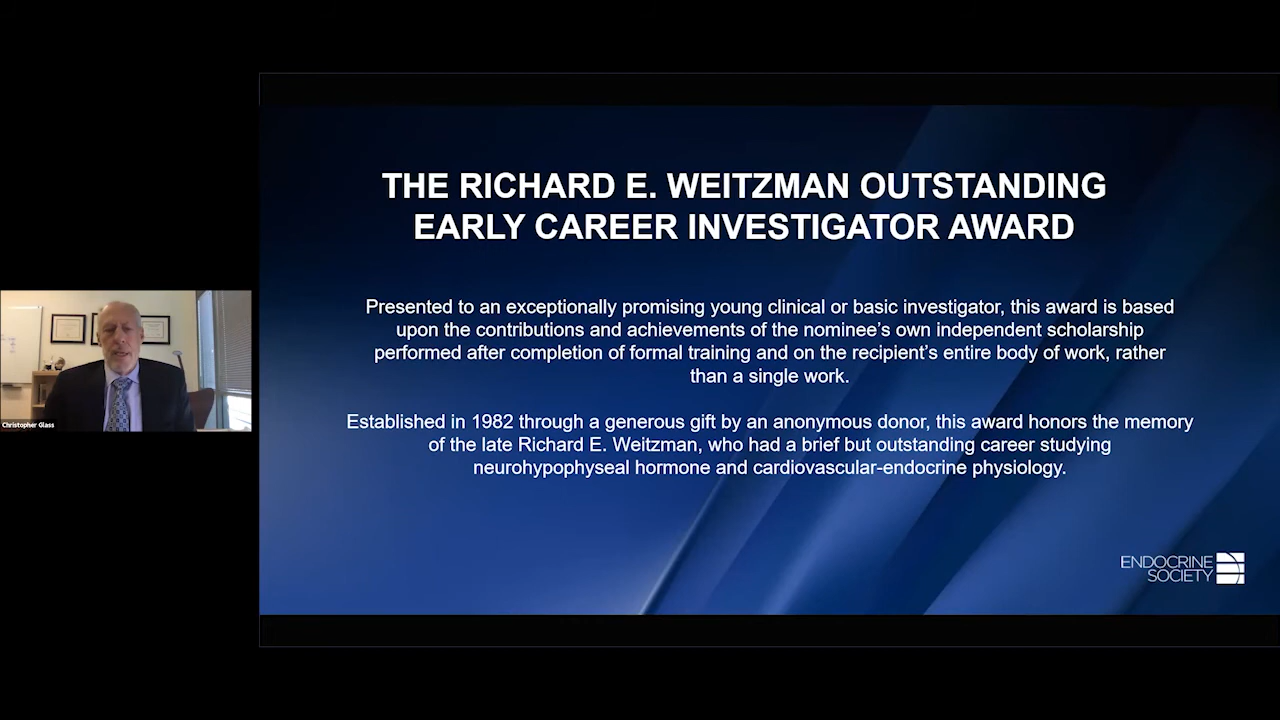 THE RICHARD E. WEITZMAN OUTSTANDING
EARLY CAREER INVESTIGATOR AWARD
Presented to an exceptionally promising young clinical or basic investigator, this award is based
upon the contributions and achievements of the nominee's own independent scholarship
performed after completion of formal training and on the recipient's entire body of work, rather
than a single work.
Established in 1982 through a generous gift by an anonymous donor, this award honors the memory
of the late Richard E. Weitzman, who had a brief but outstanding career studying
neurohypophyseal hormone and cardiovascular-endocrine physiology.
Christopher Glass
ENDOCRINE
SOCIETY